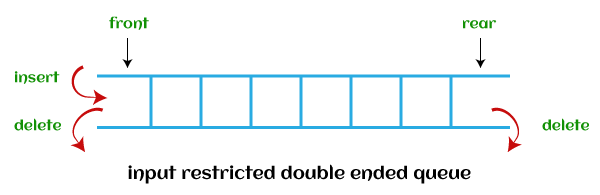 front
rear
insert
delete
delete
input restricted double ended queue